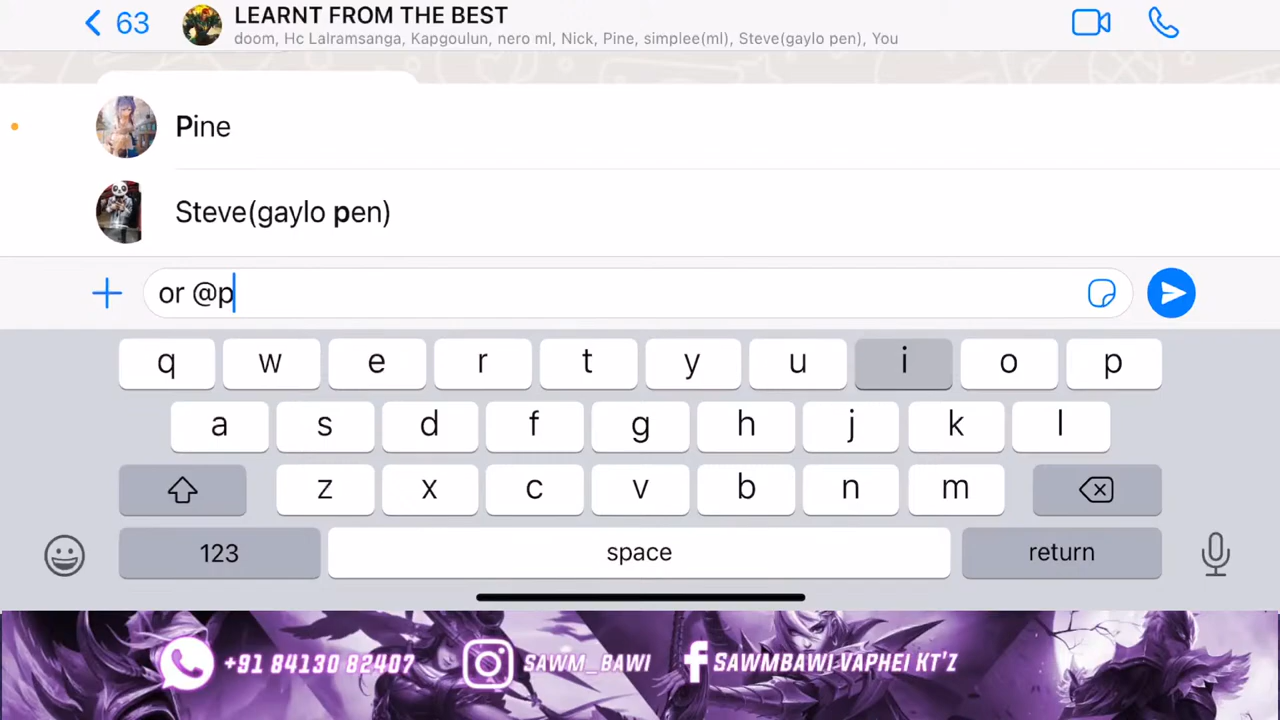 63
LEARNT FROM THE BEST
doom, Hc Lalramsanga, Kapgoulun, nero ml, Nick, Pine, simplee(ml), Steve(gaylo pen), You
Pine
Steve(gaylo pen)
or @p
q w e r t y u i o p
a s d f g h j k l
z x c v b n m
123 space return
+91 84130 82407 SAWM_BAWI SAWMBAWI VAPHEI KT'Z